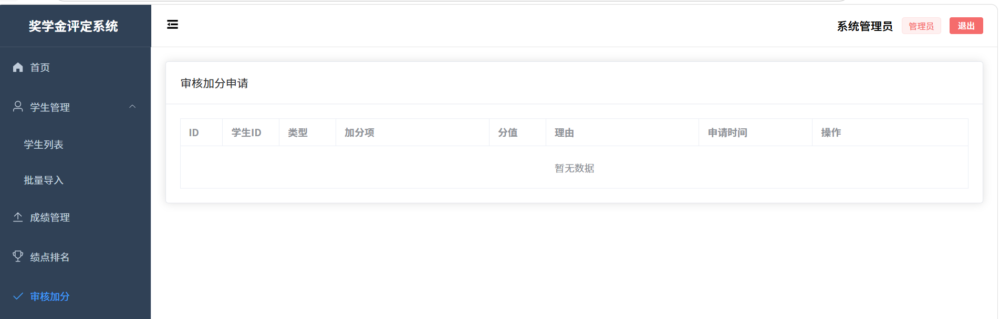 奖学金评定系统
系统管理员 管理员 退出
首页
学生管理
学生列表
批量导入
成绩管理
绩点排名
审核加分
审核加分申请
ID 学生ID 类型 加分项 分值 理由 申请时间 操作
暂无数据